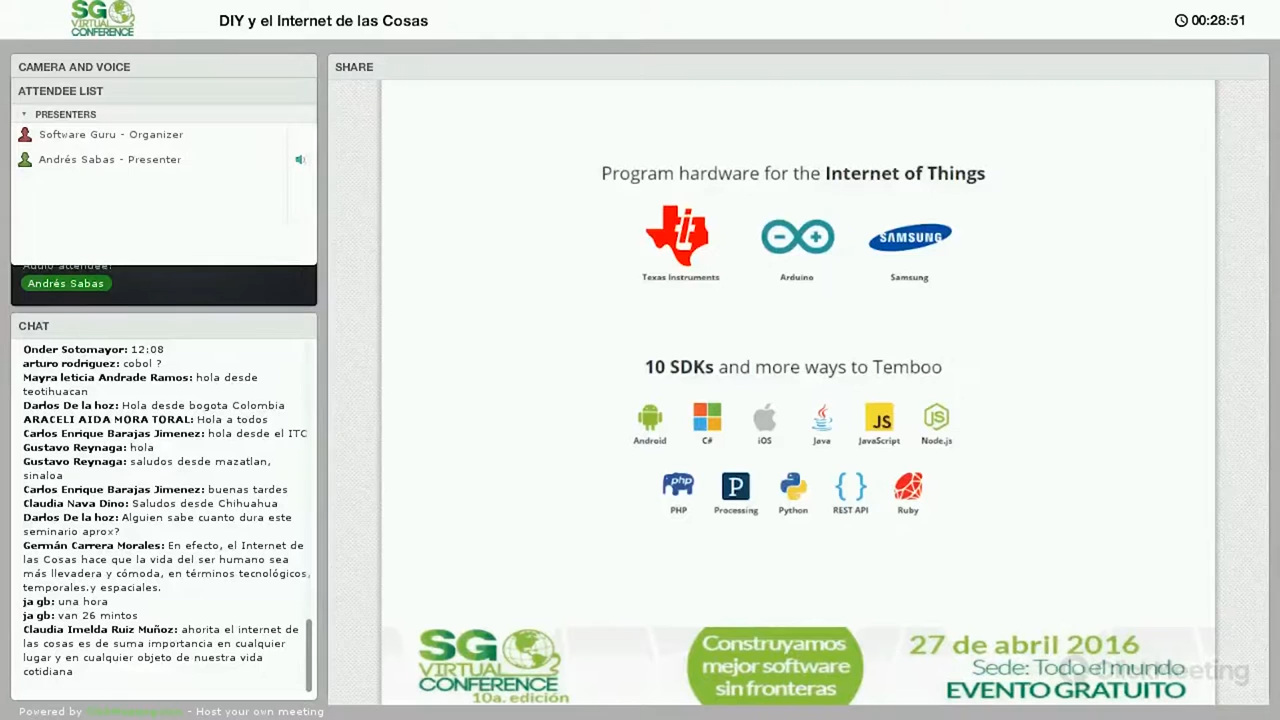 SG
VIRTUAL
CONFERENCE
DIY y el Internet de las Cosas
00:28:51
CAMERA AND VOICE
ATTENDEE LIST
PRESENTERS
Software Guru - Organizer
Andrés Sabas - Presenter
Audio attendee:
Andrés Sabas
CHAT
Onder Sotomayor: 12:08
arturo rodriguez: cobol ?
Mayra leticia Andrade Ramos: hola desde
teotihuacan
Darlos De la hoz: Hola desde bogota Colombia
ARACELI AIDA MORA TORAL: Hola a todos
Carlos Enrique Barajas Jimenez: hola desde el ITC
Gustavo Reynaga: hola
Gustavo Reynaga: saludos desde mazatlan,
sinaloa
Carlos Enrique Barajas Jimenez: buenas tardes
Claudia Nava Dino: Saludos desde Chihuahua
Darlos De la hoz: Alguien sabe cuanto dura este
seminario aprox?
Germán Carrera Morales: En efecto, el Internet de
las Cosas hace que la vida del ser humano sea
más llevadera y cómoda, en términos tecnológicos,
temporales.y espaciales.
ja gb: una hora
ja gb: van 26 mintos
Claudia Imelda Ruiz Muñoz: ahorita el internet de
las cosas es de suma importancia en cualquier
lugar y en cualquier objeto de nuestra vida
cotidiana
Powered by
- Host your own meeting
SHARE
Program hardware for the Internet of Things
SAMSUNG
Texas Instruments
Arduino
Samsung
10 SDKs and more ways to Temboo
JS
Android
C#
iOS
Java
JavaScript
Node.js
php
P
{ }
PHP
Processing
Python
REST API
Ruby
SG
VIRTUAL
CONFERENCE
10a. edición
Construyamos
mejor software
sin fronteras
27 de abril 2016
Sede: Todo el mundo
EVENTO GRATUITO
ClickMeeting